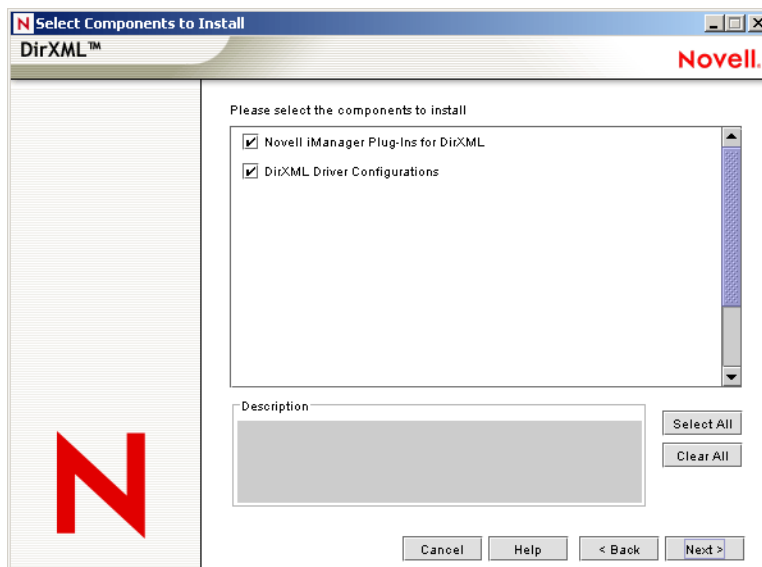 N Select Components to Install
DirXML™
Novell.
Please select the components to install
Novell iManager Plug-Ins for DirXML
DirXML Driver Configurations
Description
Select All
Clear All
N
Cancel
Help
< Back
Next >